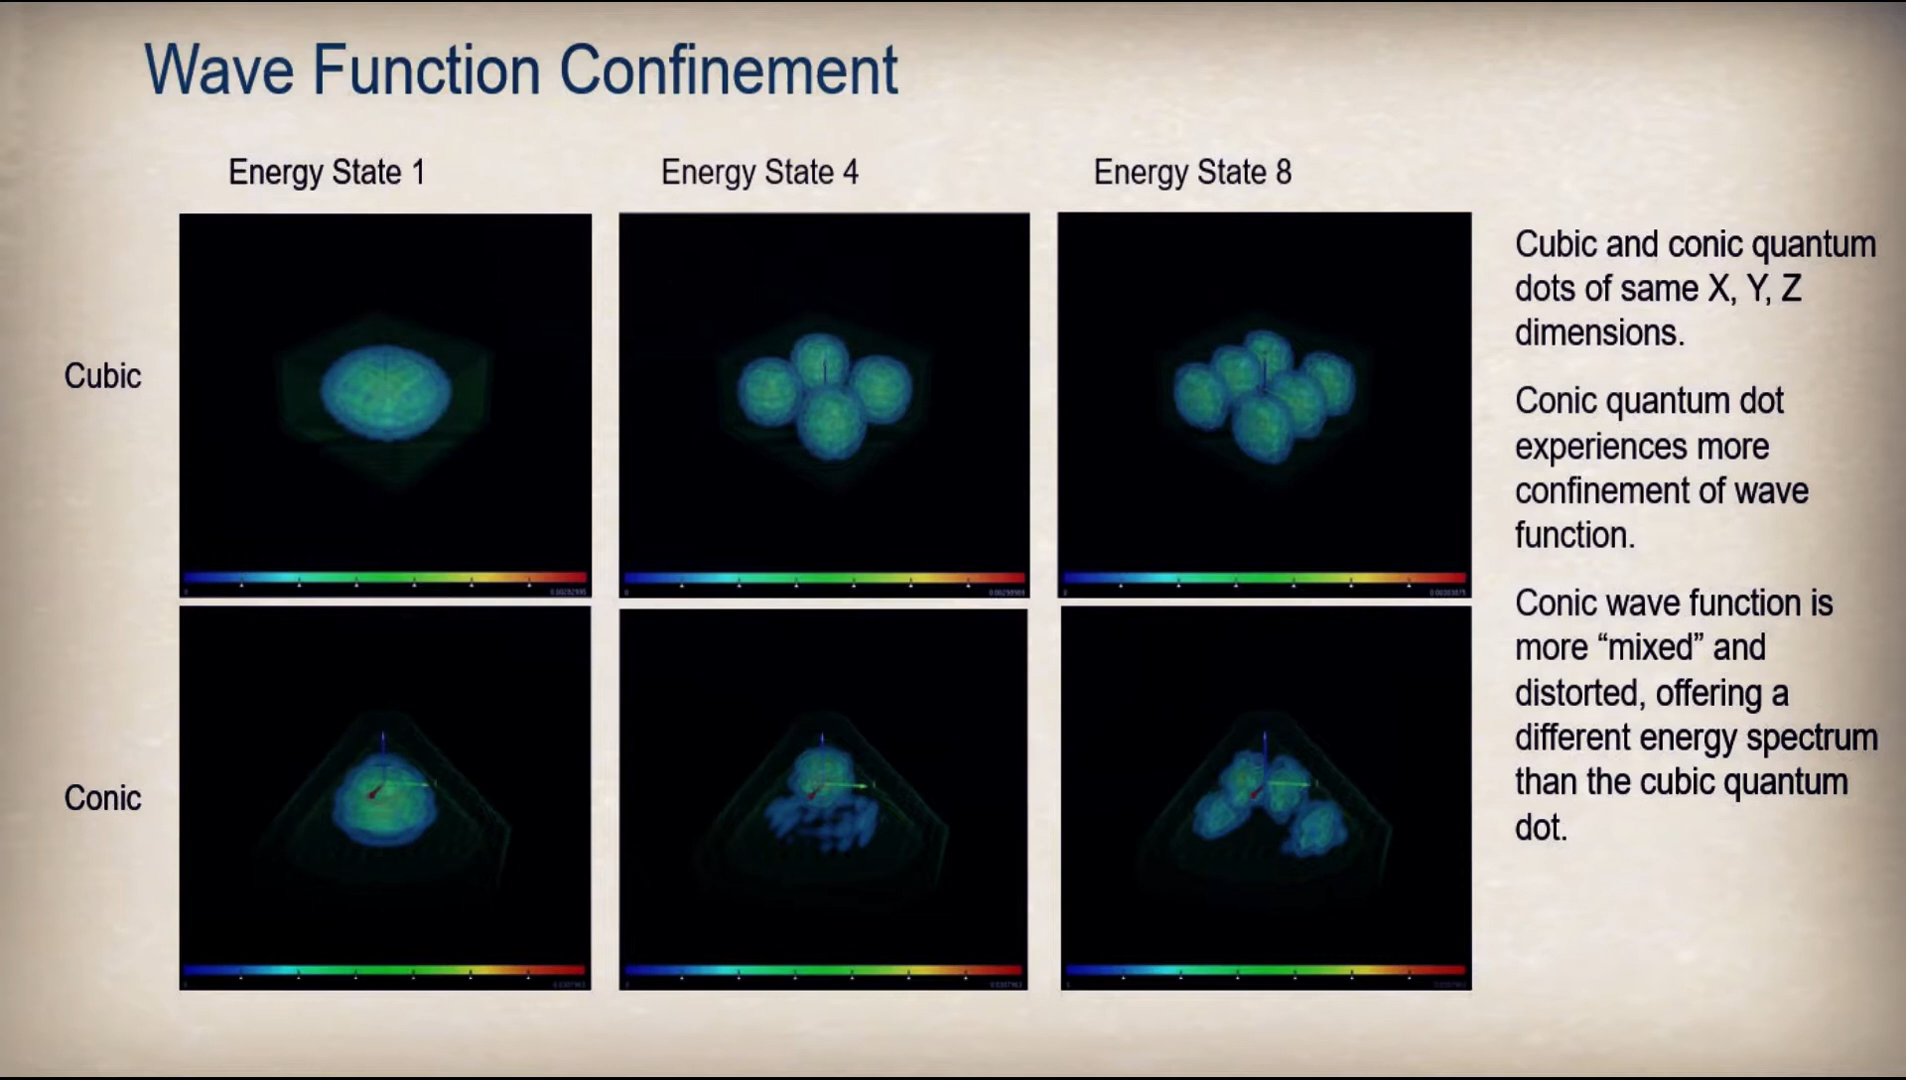 Wave Function Confinement
Energy State 1
Energy State 4
Energy State 8
Cubic
Conic
Cubic and conic quantum
dots of same X, Y, Z
dimensions.
Conic quantum dot
experiences more
confinement of wave
function.
Conic wave function is
more “mixed” and
distorted, offering a
different energy spectrum
than the cubic quantum
dot.